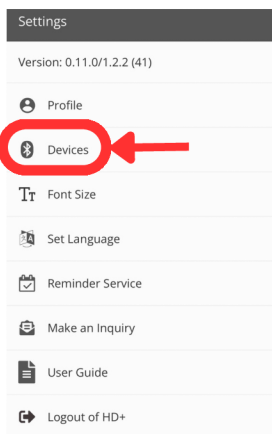 Settings
Version: 0.11.0/1.2.2 (41)
Profile
Devices
Font Size
Set Language
Reminder Service
Make an Inquiry
User Guide
Logout of HD+